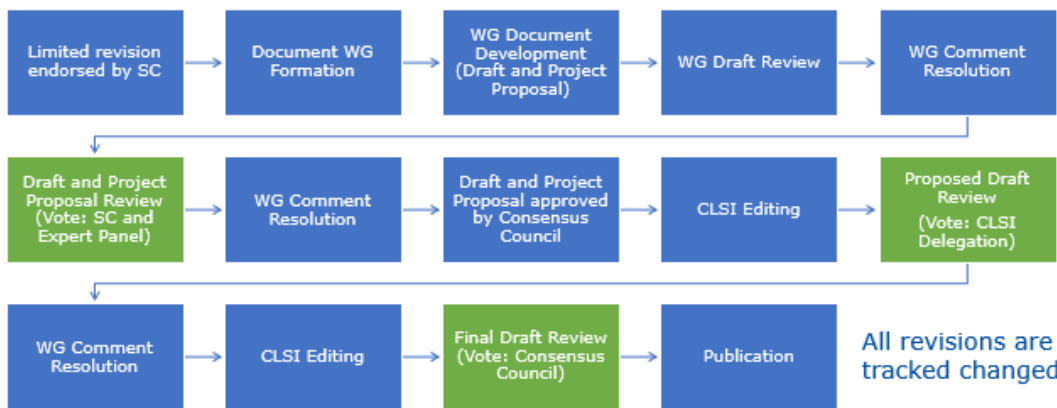 Limited revision
endorsed by SC
Document WG
Formation
WG Document
Development
(Draft and Project
Proposal)
WG Draft Review
WG Comment
Resolution
Draft and Project
Proposal Review
(Vote: SC and
Expert Panel)
WG Comment
Resolution
Draft and Project
Proposal approved
by Consensus
Council
CLSI Editing
Proposed Draft
Review
(Vote: CLSI
Delegation)
WG Comment
Resolution
CLSI Editing
Final Draft Review
(Vote: Consensus
Council)
Publication
All revisions are
tracked changed